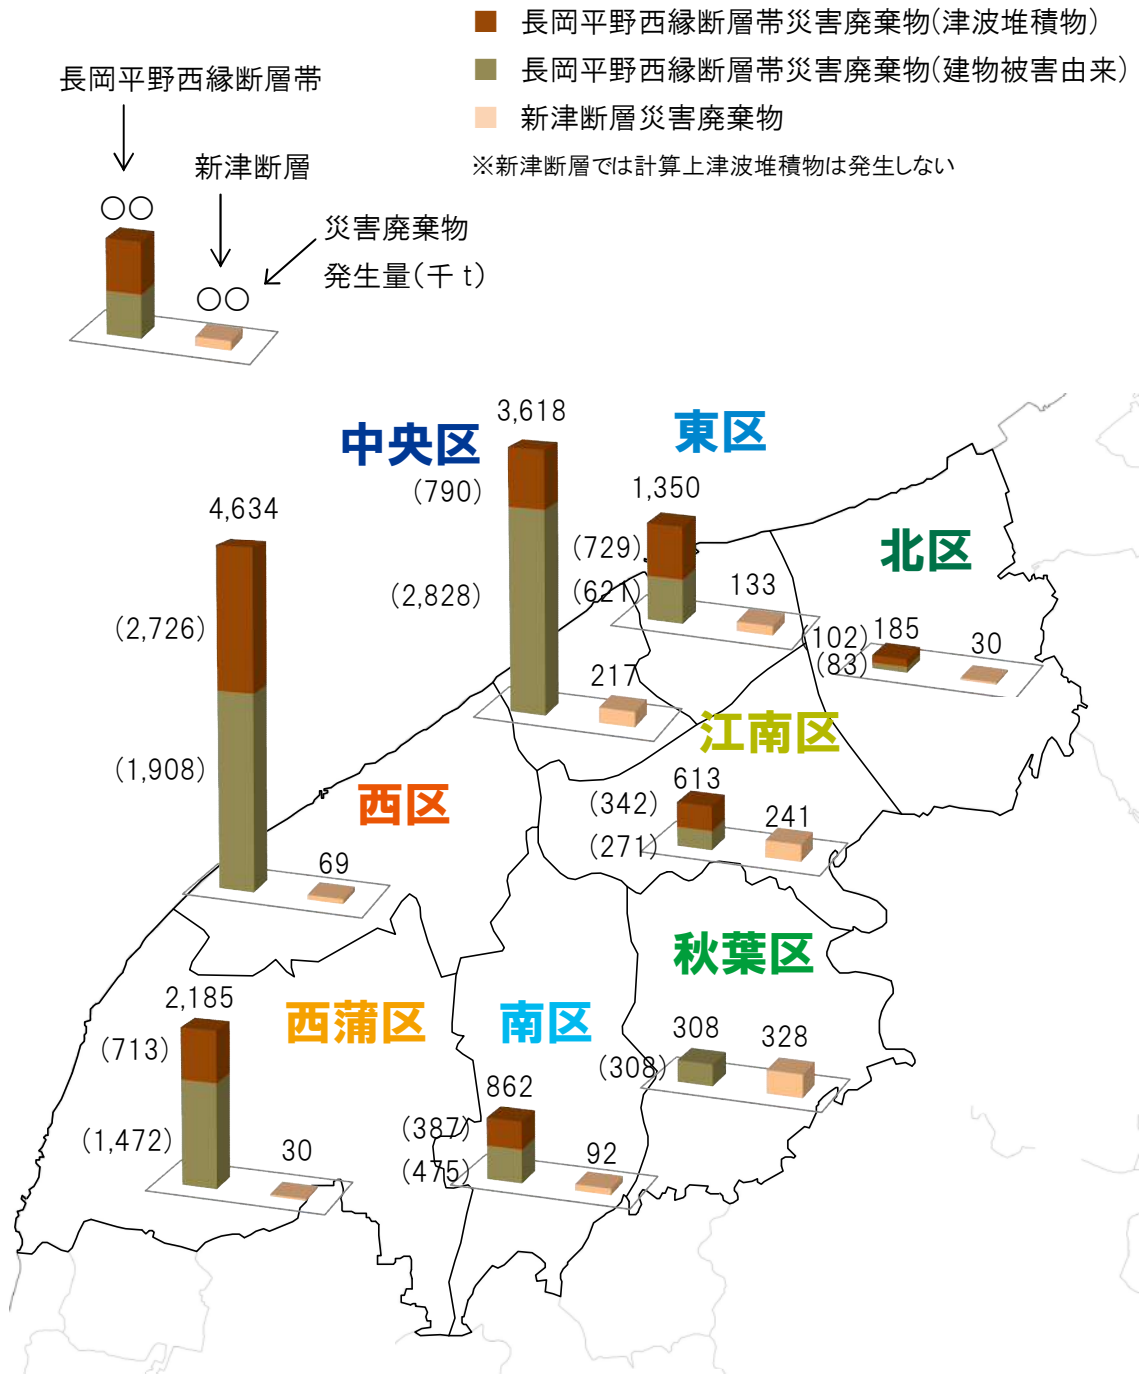 長岡平野西縁断層帯災害廃棄物(津波堆積物)
長岡平野西縁断層帯災害廃棄物(建物被害由来)
新津断層災害廃棄物
※新津断層では計算上津波堆積物は発生しない
長岡平野西縁断層帯
新津断層
○○
災害廃棄物
発生量(千t)
○○
中央区
3,618
(790)
(2,828)
217
東区
1,350
(729)
(621)
133
北区
(102)
185
(83)
30
4,634
(2,726)
(1,908)
西区
69
江南区
613
(342)
(271)
241
秋葉区
308
(308)
328
西蒲区
2,185
(713)
(1,472)
30
南区
862
(387)
(475)
92